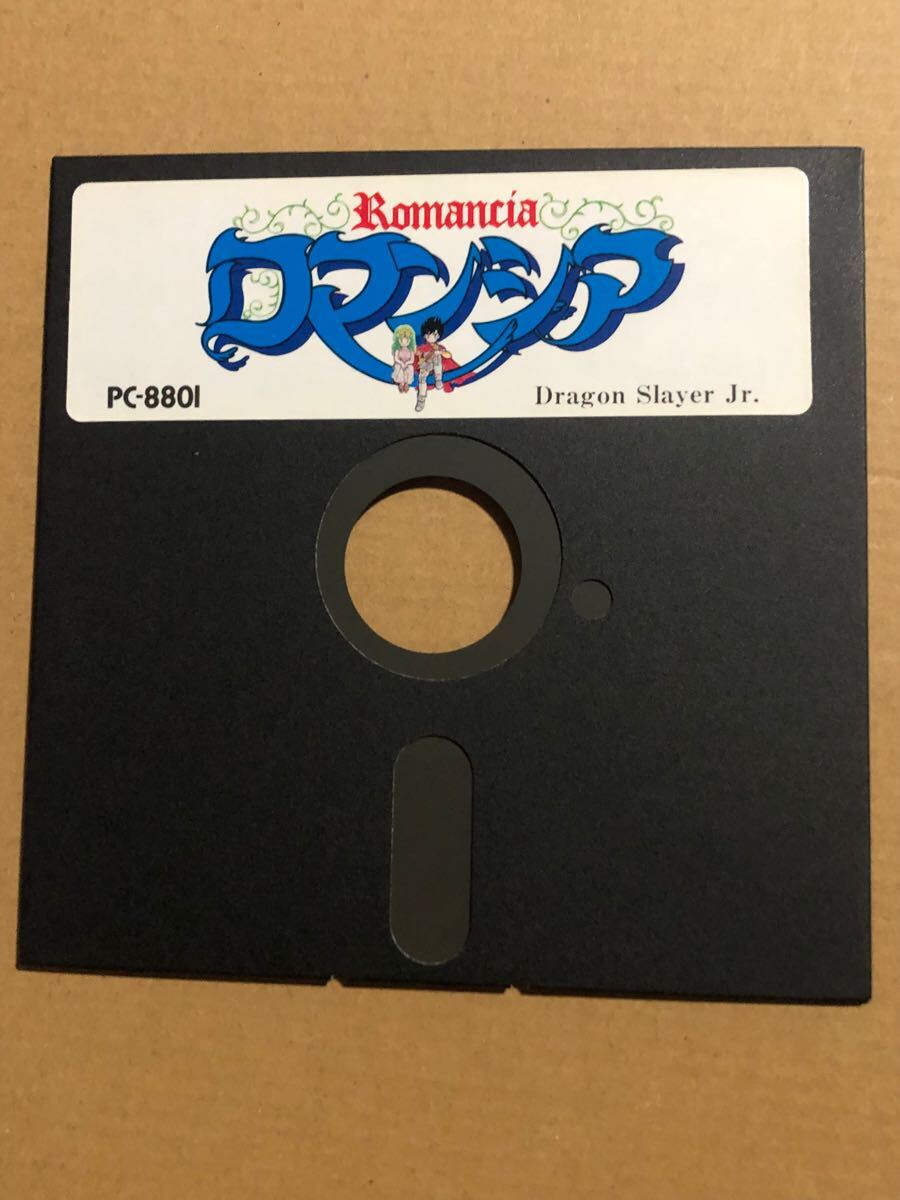 Romancia
ロマンシア
PC-8801
Dragon Slayer Jr.